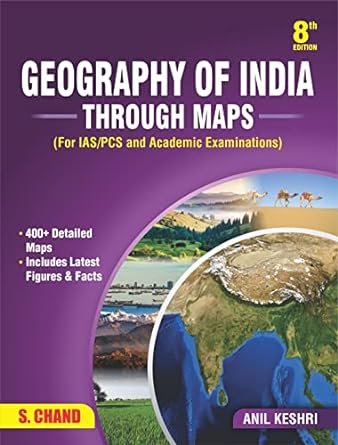 8th
EDITION
GEOGRAPHY OF INDIA
THROUGH MAPS
(For IAS/PCS and Academic Examinations)
• 400+ Detailed
Maps
• Includes Latest
Figures & Facts
S. CHAND
ANIL KESHRI